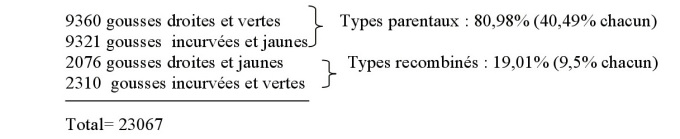 9360 gousses droites et vertes
Types parentaux : 80,98% (40,49% chacun)
9321 gousses incurvées et jaunes
2076 gousses droites et jaunes
Types recombinés : 19,01% (9,5% chacun)
2310 gousses incurvées et vertes
Total= 23067